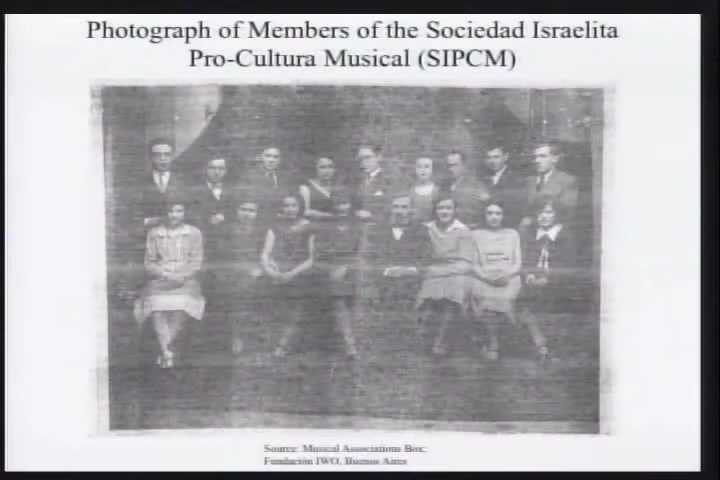 Photograph of Members of the Sociedad Israelita
Pro-Cultura Musical (SIPCM)
Source: Musical Associations Box,
Fundación IWO, Buenos Aires